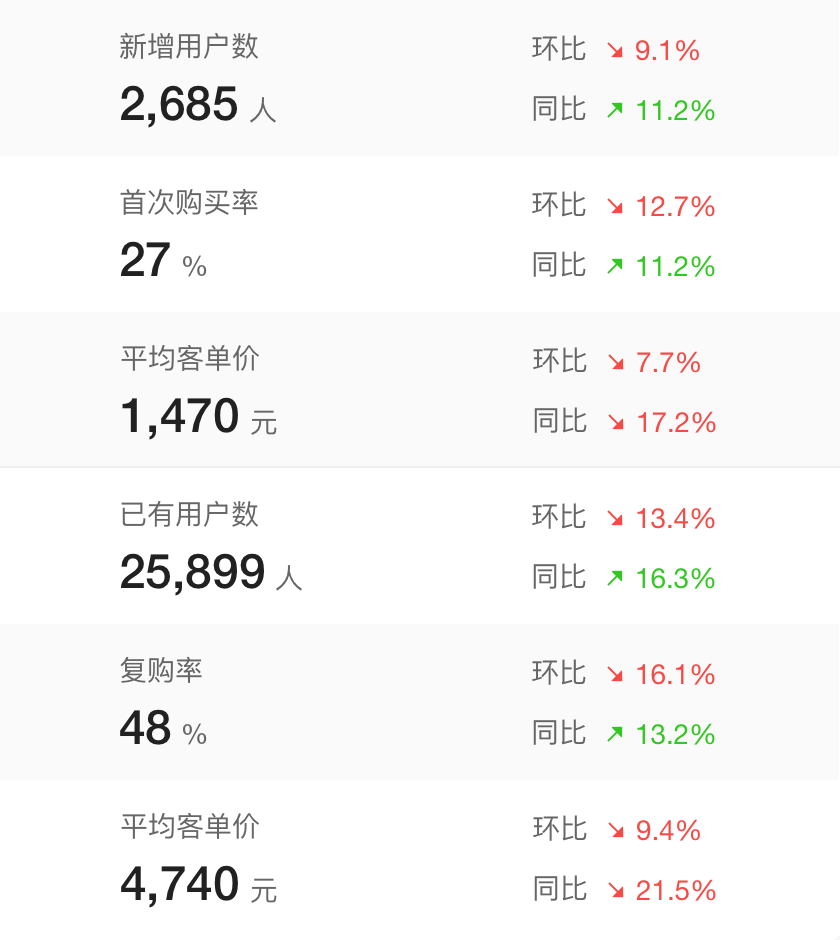 新增用户数 环比 ↘ 9.1%
2,685 人 同比 ↗ 11.2%
首次购买率 环比 ↘ 12.7%
27 % 同比 ↗ 11.2%
平均客单价 环比 ↘ 7.7%
1,470 元 同比 ↘ 17.2%
已有用户数 环比 ↘ 13.4%
25,899 人 同比 ↗ 16.3%
复购率 环比 ↘ 16.1%
48 % 同比 ↗ 13.2%
平均客单价 环比 ↘ 9.4%
4,740 元 同比 ↘ 21.5%